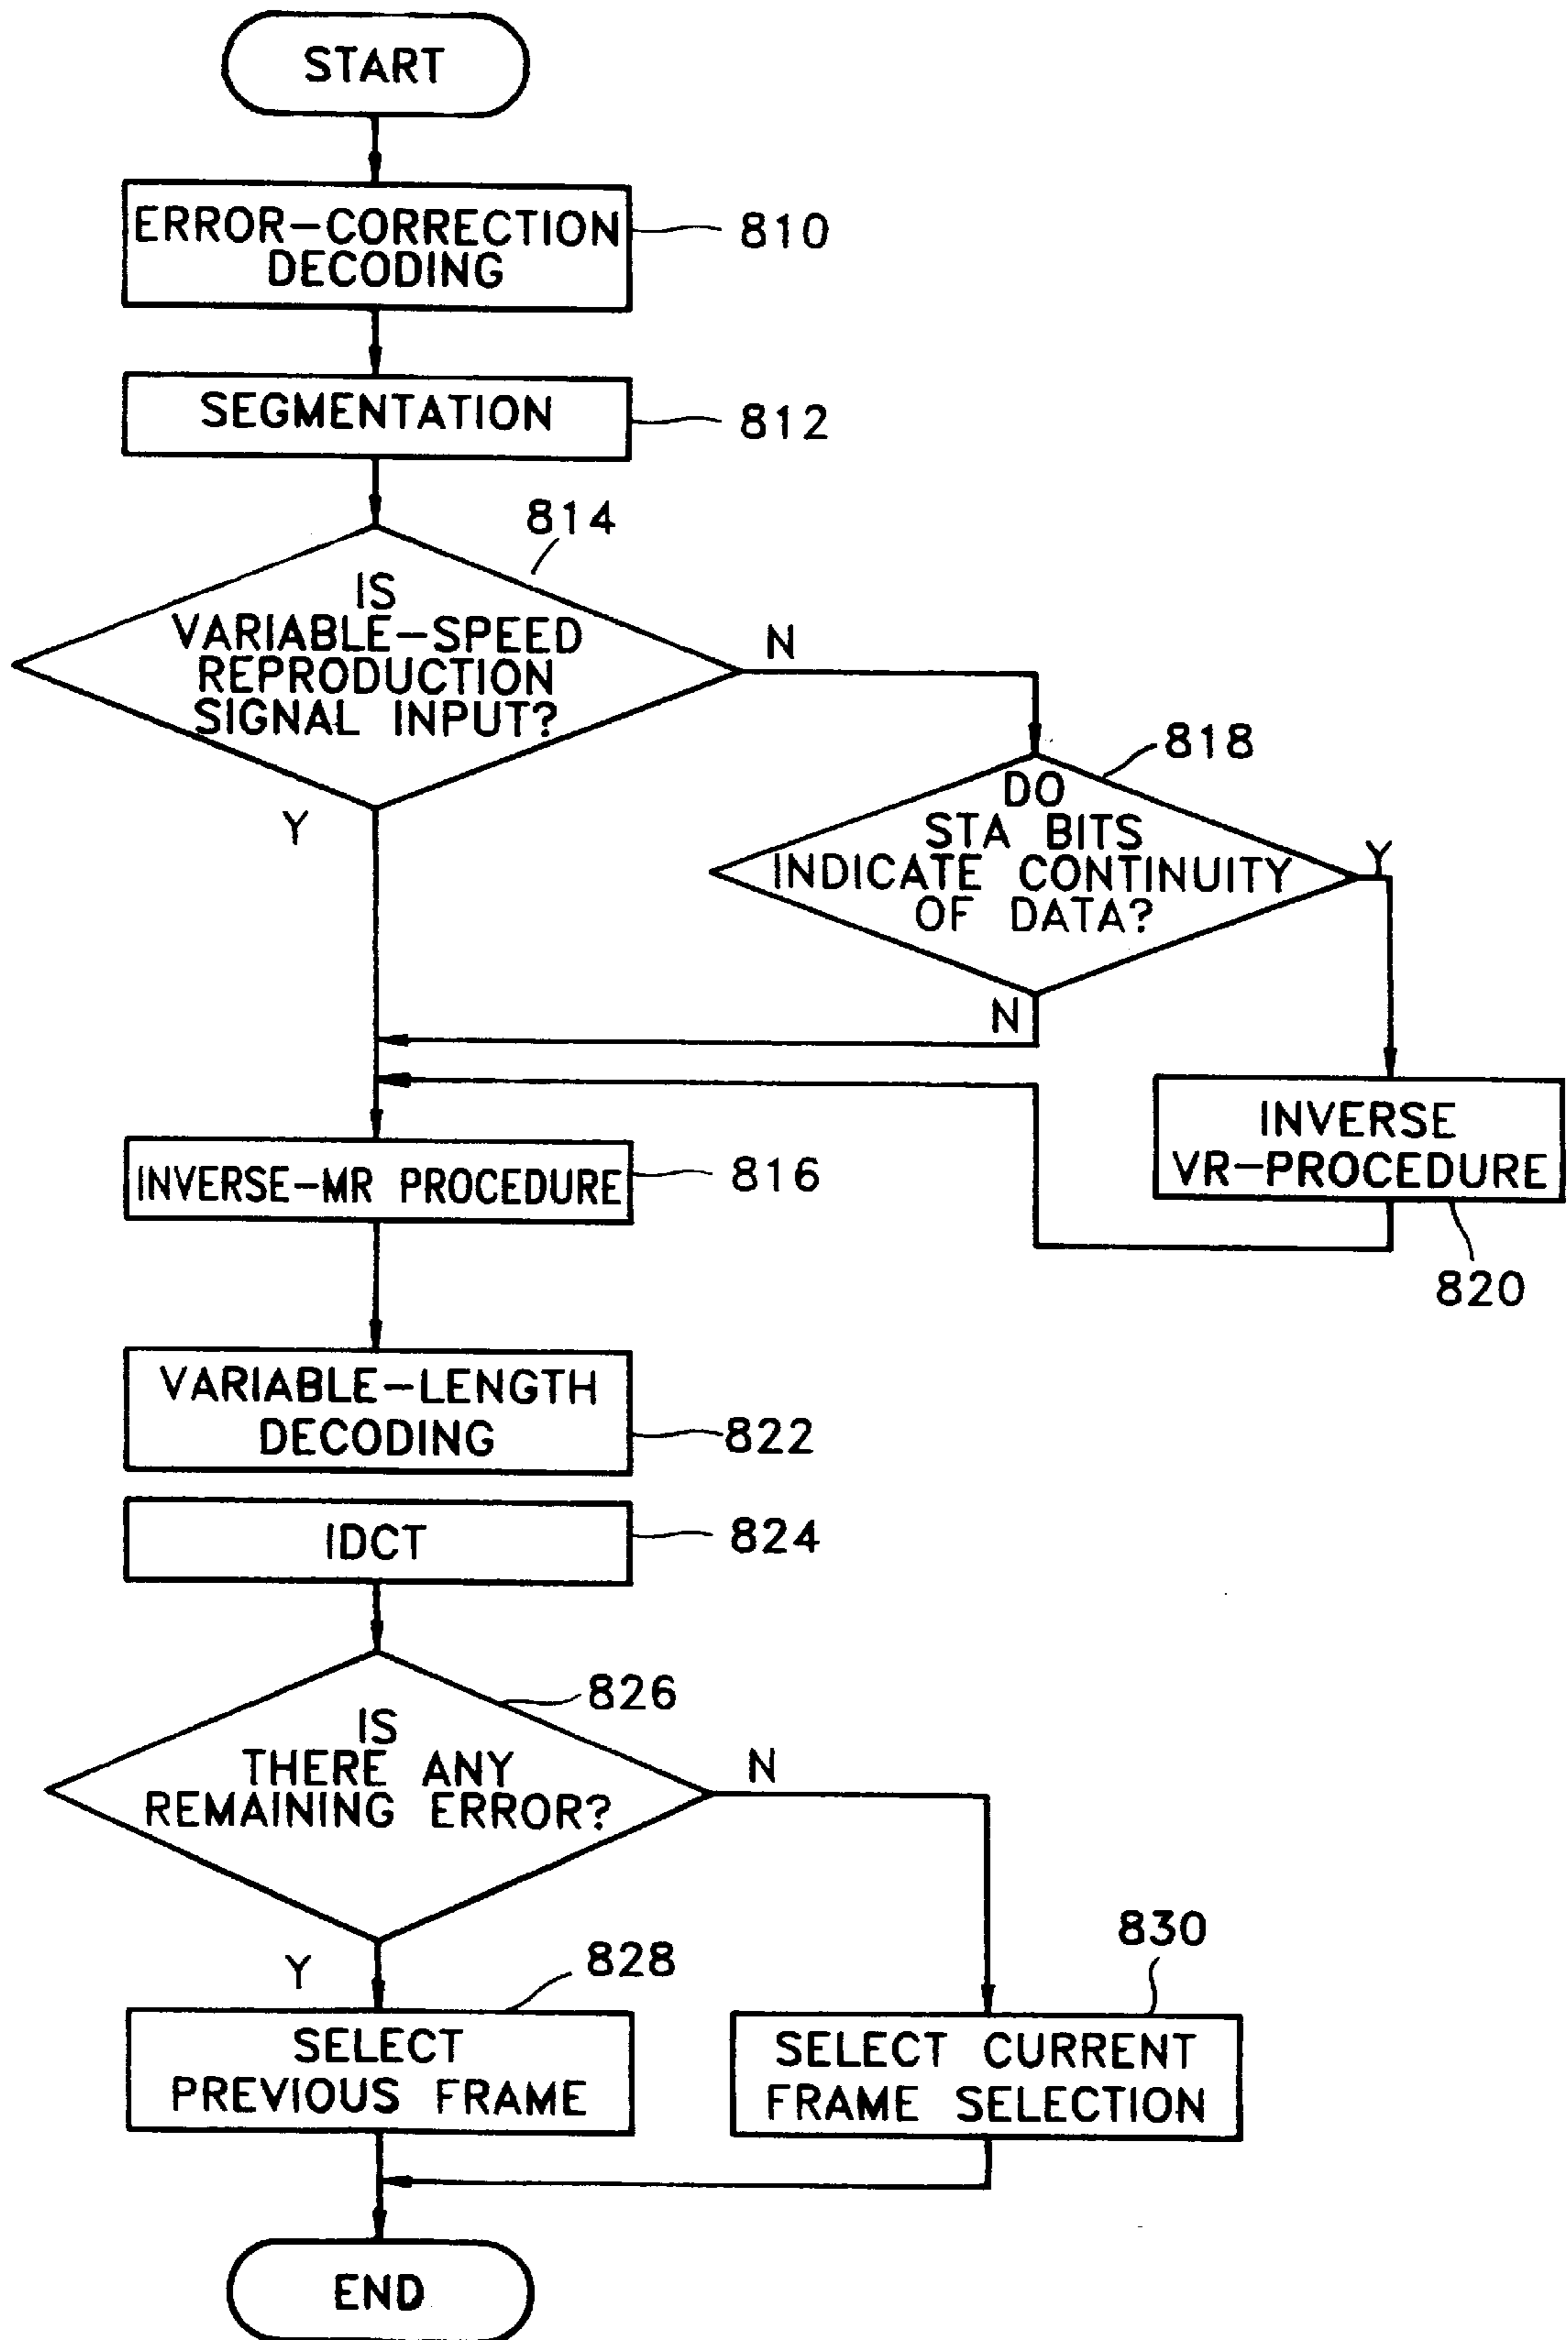 START
ERROR-CORRECTION
DECODING
810
SEGMENTATION
812
814
IS
VARIABLE-SPEED
REPRODUCTION
SIGNAL INPUT?
N
Y
818
DO
STA BITS
INDICATE CONTINUITY
OF DATA?
Y
N
INVERSE
VR-PROCEDURE
820
INVERSE-MR PROCEDURE
816
VARIABLE-LENGTH
DECODING
822
IDCT
824
826
IS
THERE ANY
REMAINING ERROR?
N
Y
828
SELECT
PREVIOUS FRAME
830
SELECT CURRENT
FRAME SELECTION
END